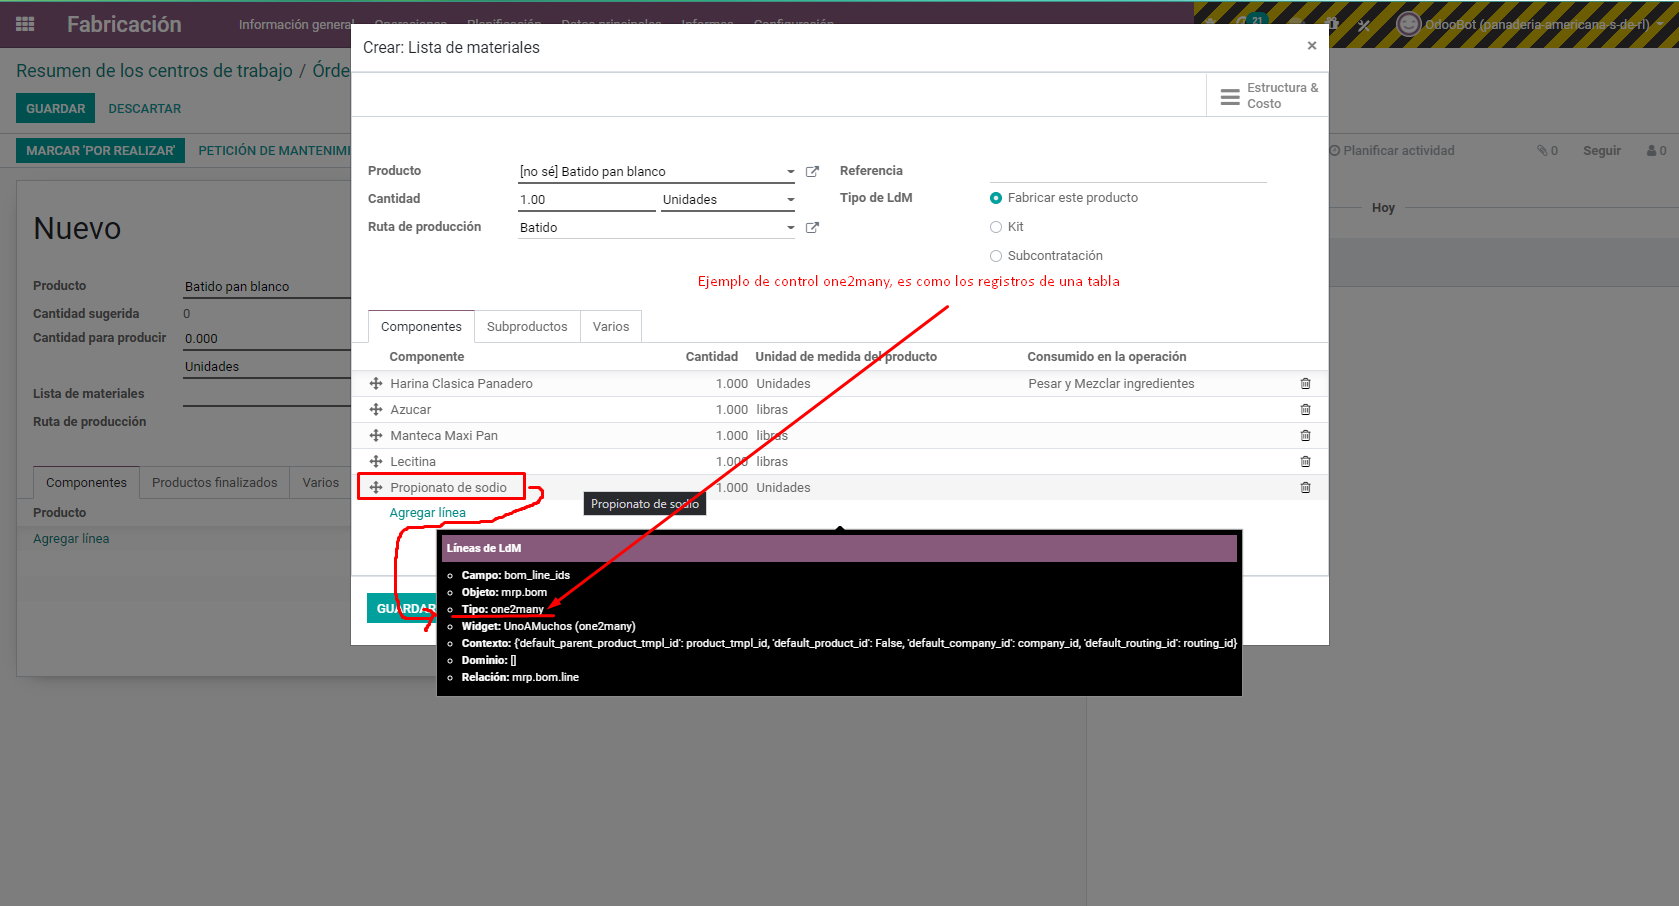 Fabricación
Información general Operaciones Planificación Datos principales Informes Configuración
21
OdooBot (panaderia-americana-s-de-rl)
Resumen de los centros de trabajo / Órde
GUARDAR DESCARTAR
MARCAR 'POR REALIZAR' PETICIÓN DE MANTENIMI
Planificar actividad 0 Seguir 0
Hoy
Nuevo
Producto Batido pan blanco
Cantidad sugerida 0
Cantidad para producir 0.000
Unidades
Lista de materiales
Ruta de producción
Componentes Productos finalizados Varios
Producto
Agregar línea
Crear: Lista de materiales ×
Estructura &
Costo
Producto [no sé] Batido pan blanco
Referencia
Cantidad 1.00 Unidades
Tipo de LdM Fabricar este producto
Ruta de producción Batido
Kit
Subcontratación
Ejemplo de control one2many, es como los registros de una tabla
Componentes Subproductos Varios
Componente Cantidad Unidad de medida del producto Consumido en la operación
Harina Clasica Panadero 1.000 Unidades Pesar y Mezclar ingredientes
Azucar 1.000 libras
Manteca Maxi Pan 1.000 libras
Lecitina 1.000 libras
Propionato de sodio 1.000 Unidades
Propionato de sodio
Agregar línea
GUARDAR
Líneas de LdM
Campo: bom_line_ids
Objeto: mrp.bom
Tipo: one2many
Widget: UnoAMuchos (one2many)
Contexto: {'default_parent_product_tmpl_id': product_tmpl_id, 'default_product_id': False, 'default_company_id': company_id, 'default_routing_id': routing_id}
Dominio: []
Relación: mrp.bom.line